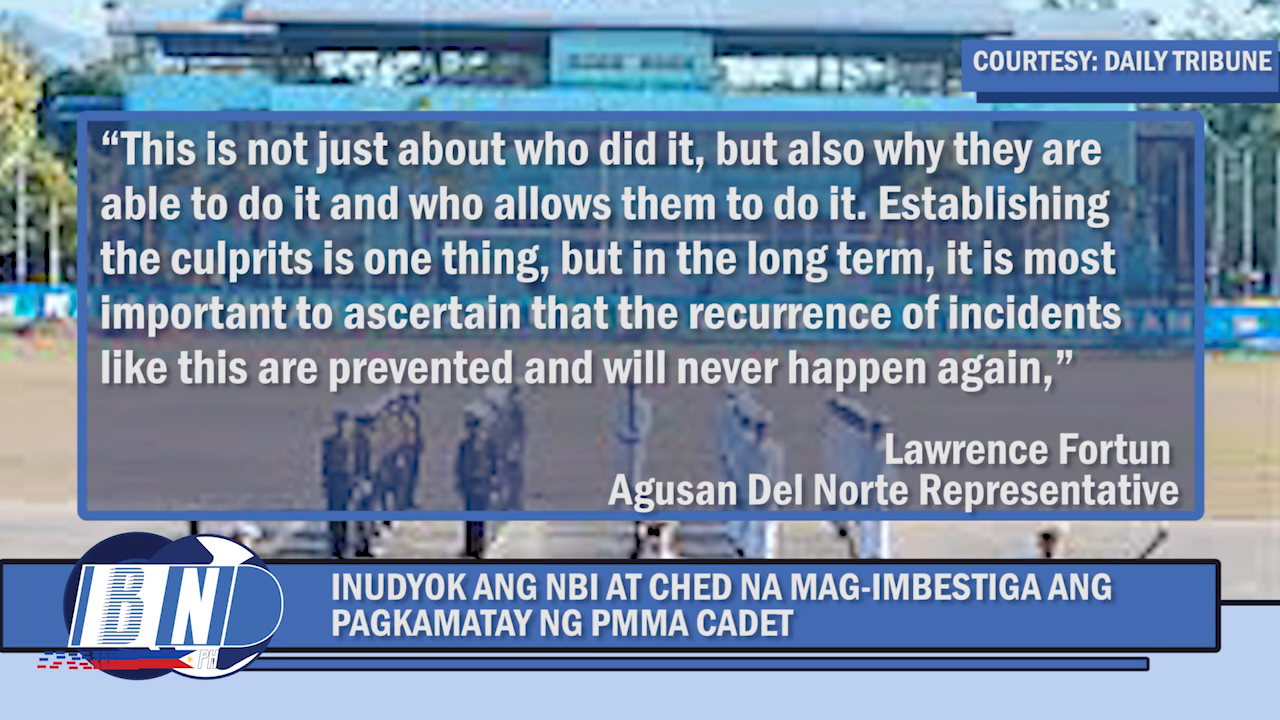 COURTESY: DAILY TRIBUNE
“This is not just about who did it, but also why they are
able to do it and who allows them to do it. Establishing
the culprits is one thing, but in the long term, it is most
important to ascertain that the recurrence of incidents
like this are prevented and will never happen again,”
Lawrence Fortun
Agusan Del Norte Representative
IBND
PH
INUDYOK ANG NBI AT CHED NA MAG-IMBESTIGA ANG
PAGKAMATAY NG PMMA CADET